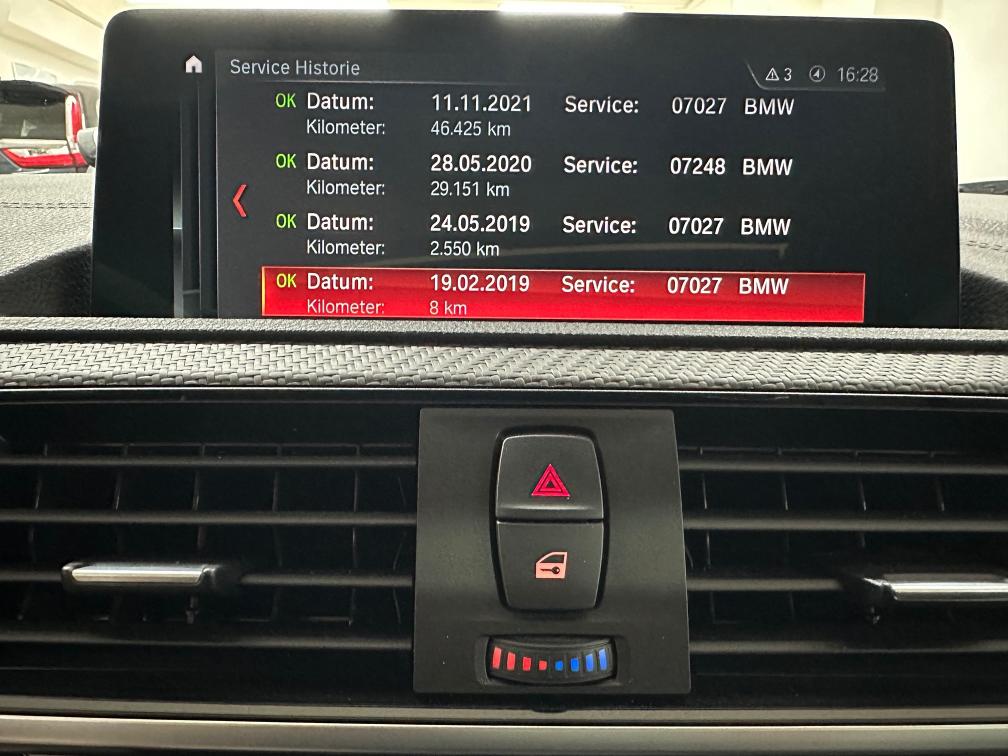 Service Historie
3 16:28
OK Datum: 11.11.2021 Service: 07027 BMW
Kilometer: 46.425 km
OK Datum: 28.05.2020 Service: 07248 BMW
Kilometer: 29.151 km
OK Datum: 24.05.2019 Service: 07027 BMW
Kilometer: 2.550 km
OK Datum: 19.02.2019 Service: 07027 BMW
Kilometer: 8 km